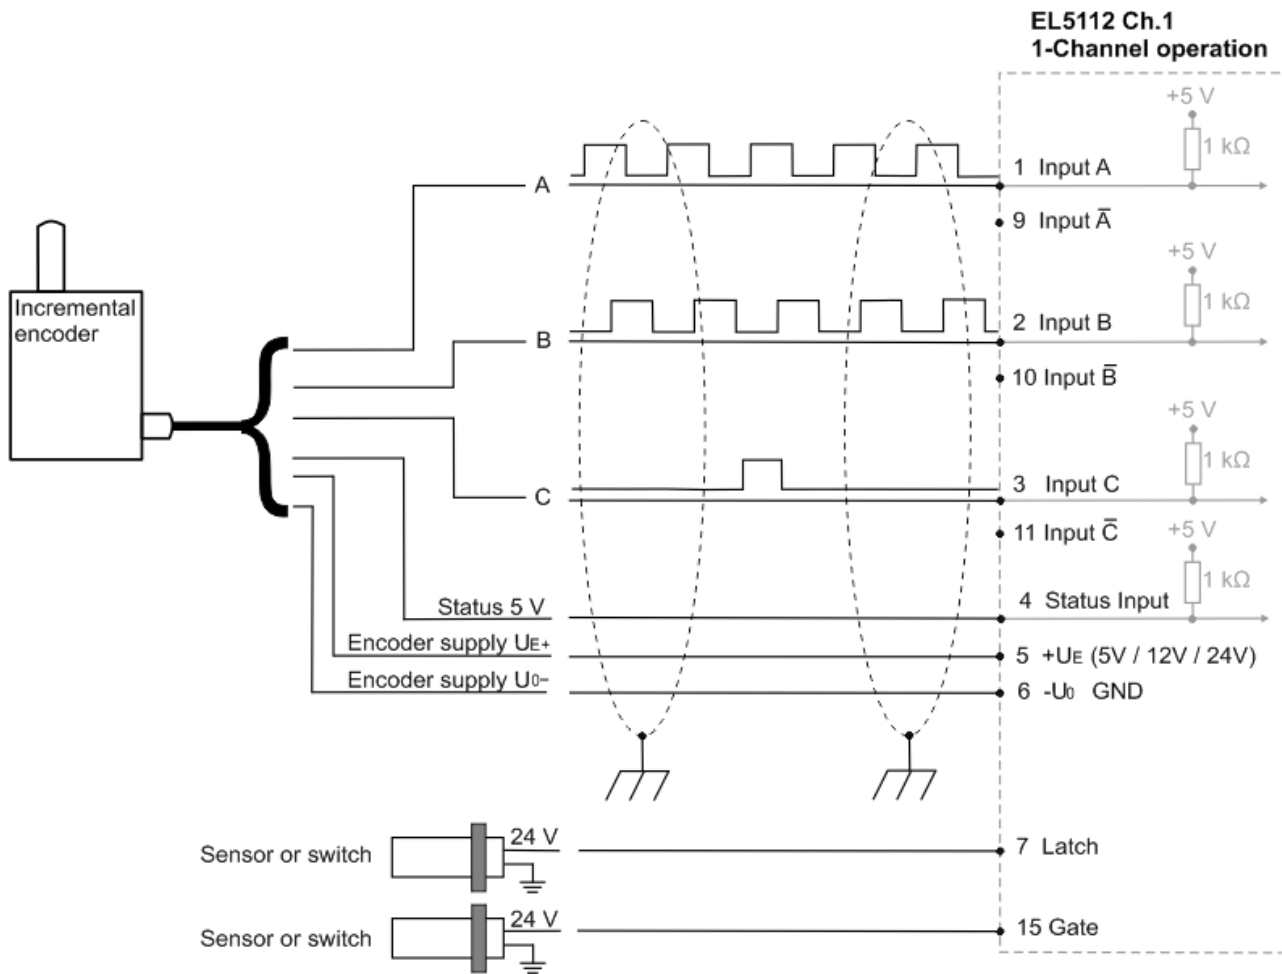 EL5112 Ch.1
1-Channel operation
+5 V
1 kΩ
1 Input A
A
9 Input A̅
+5 V
1 kΩ
Incremental
encoder
2 Input B
B
10 Input B̅
+5 V
1 kΩ
3 Input C
C
11 Input C̅
+5 V
1 kΩ
4 Status Input
Status 5 V
Encoder supply UE+
5 +UE (5V / 12V / 24V)
Encoder supply U0−
6 -U0 GND
24 V
Sensor or switch
7 Latch
24 V
Sensor or switch
15 Gate